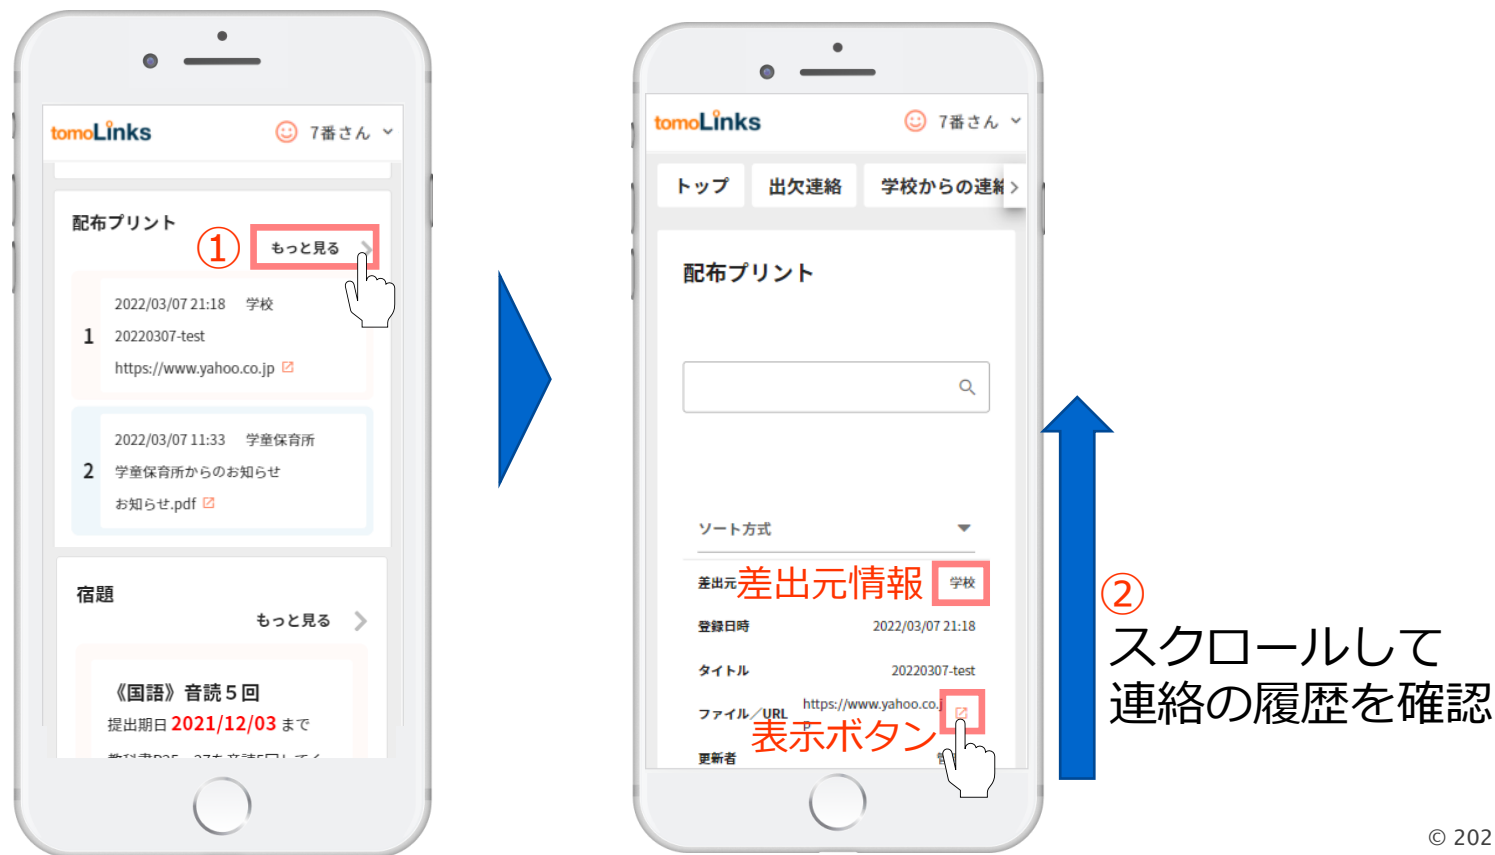 tomoLinks
7番さん
配布プリント
①
もっと見る
2022/03/07 21:18 学校
1
20220307-test
https://www.yahoo.co.jp
2022/03/07 11:33 学童保育所
2
学童保育所からのお知らせ
お知らせ.pdf
宿題
もっと見る
《国語》音読５回
提出期日 2021/12/03 まで
tomoLinks
7番さん
トップ
出欠連絡
学校からの連絡
配布プリント
ソート方式
差出元
差出元情報
学校
登録日時
2022/03/07 21:18
タイトル
20220307-test
ファイル／URL
https://www.yahoo.co.j
p
表示ボタン
更新者
②
スクロールして
連絡の履歴を確認
© 202